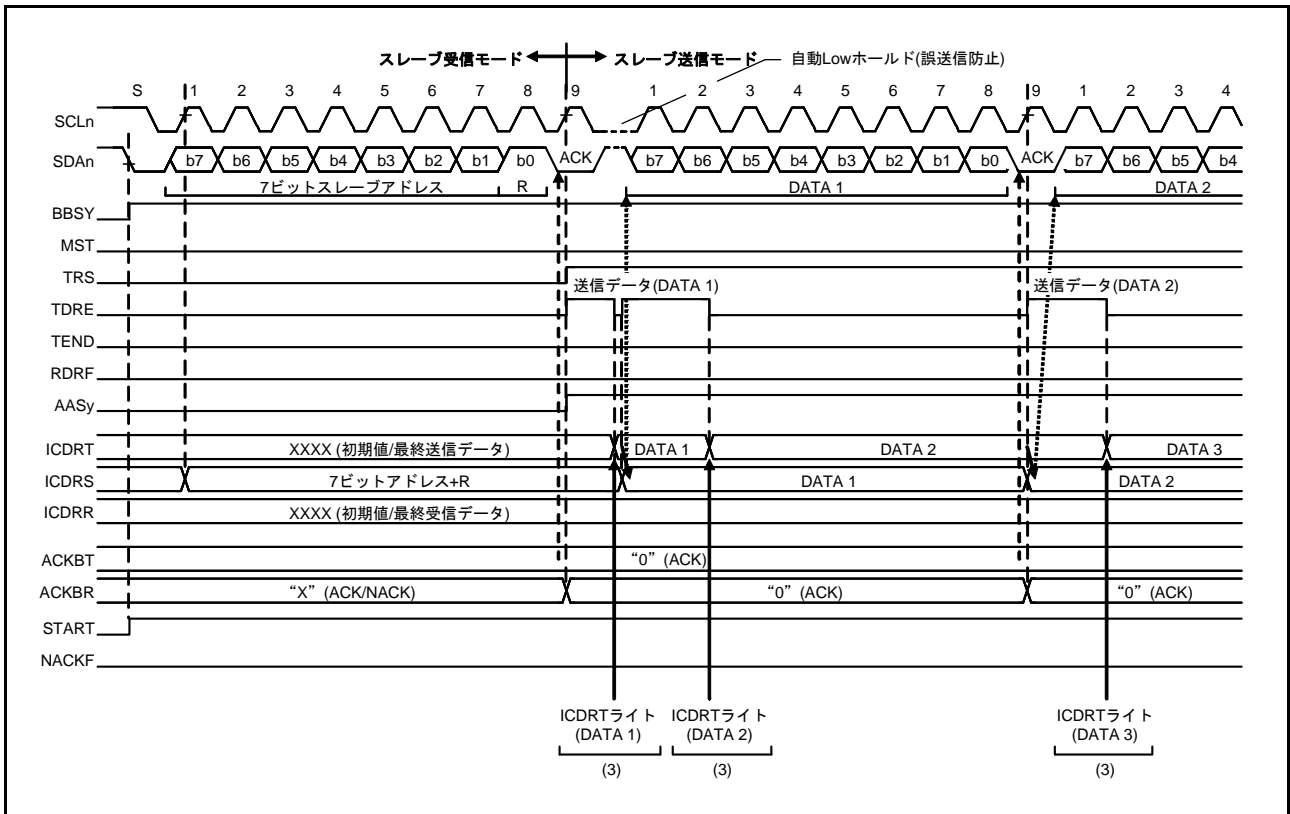 スレーブ受信モード スレーブ送信モード 自動Lowホールド(誤送信防止)
S 1 2 3 4 5 6 7 8 9 1 2 3 4 5 6 7 8 9 1 2 3 4
SCLn
SDAn b7 b6 b5 b4 b3 b2 b1 b0 ACK b7 b6 b5 b4 b3 b2 b1 b0 ACK b7 b6 b5 b4
7ビットスレーブアドレス R DATA 1 DATA 2
BBSY
MST
TRS
送信データ(DATA 1) 送信データ(DATA 2)
TDRE
TEND
RDRF
AASy
ICDRT XXXX (初期値/最終送信データ) DATA 1 DATA 2 DATA 3
ICDRS 7ビットアドレス+R DATA 1 DATA 2
ICDRR XXXX (初期値/最終受信データ)
ACKBT “0” (ACK)
ACKBR “X” (ACK/NACK) “0” (ACK) “0” (ACK)
START
NACKF
ICDRTライト ICDRTライト ICDRTライト
(DATA 1) (DATA 2) (DATA 3)
(3) (3) (3)